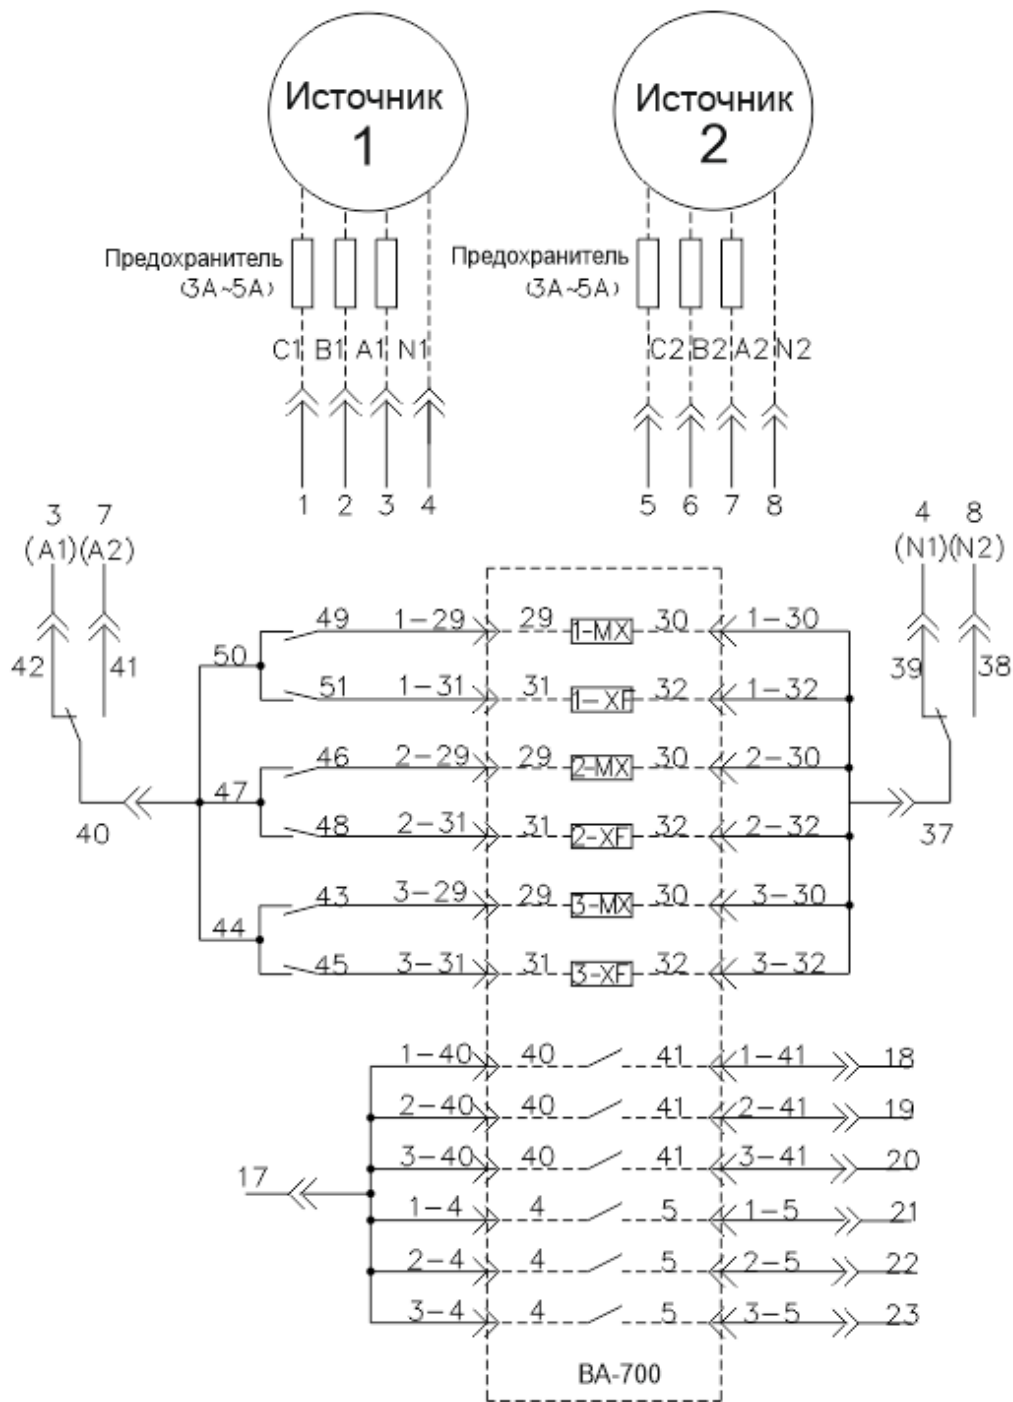 Источник
1
Источник
2
Предохранитель
(3A~5A)
Предохранитель
(3A~5A)
C1 B1 A1 N1
C2 B2 A2 N2
1 2 3 4
5 6 7 8
3 7
(A1)(A2)
4 8
(N1)(N2)
42 41
39 38
49 1-29 29 1-MX 30 1-30
50
51 1-31 31 1-XF 32 1-32
46 2-29 29 2-MX 30 2-30
47
48 2-31 31 2-XF 32 2-32
40
37
43 3-29 29 3-MX 30 3-30
44
45 3-31 31 3-XF 32 3-32
1-40 40 41 1-41 18
2-40 40 41 2-41 19
3-40 40 41 3-41 20
17
1-4 4 5 1-5 21
2-4 4 5 2-5 22
3-4 4 5 3-5 23
ВА-700